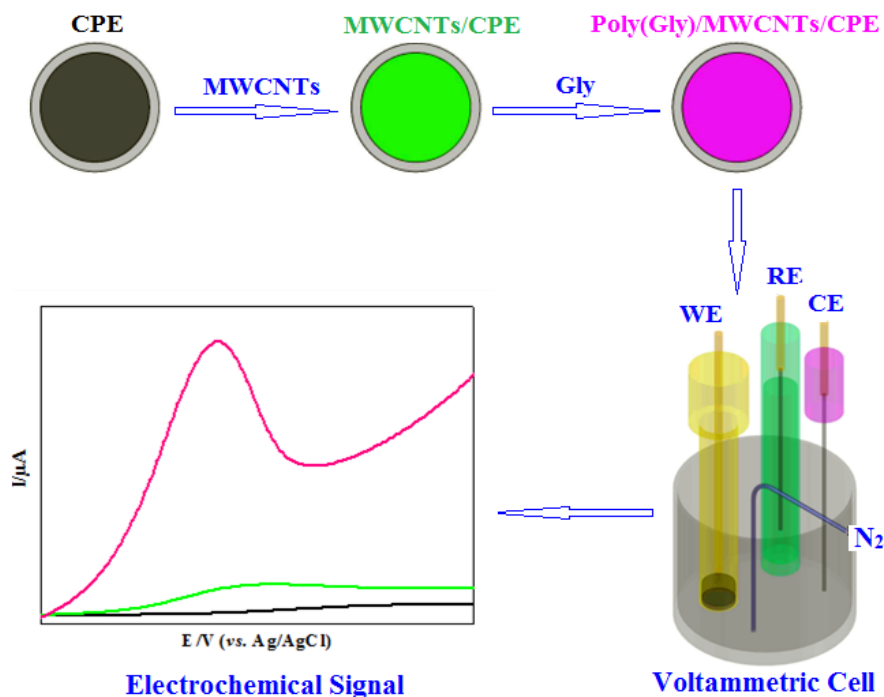 CPE
MWCNTs/CPE
Poly(Gly)/MWCNTs/CPE
MWCNTs
Gly
WE
RE
CE
N2
I/μA
E /V (vs. Ag/AgCl)
Electrochemical Signal
Voltammetric Cell